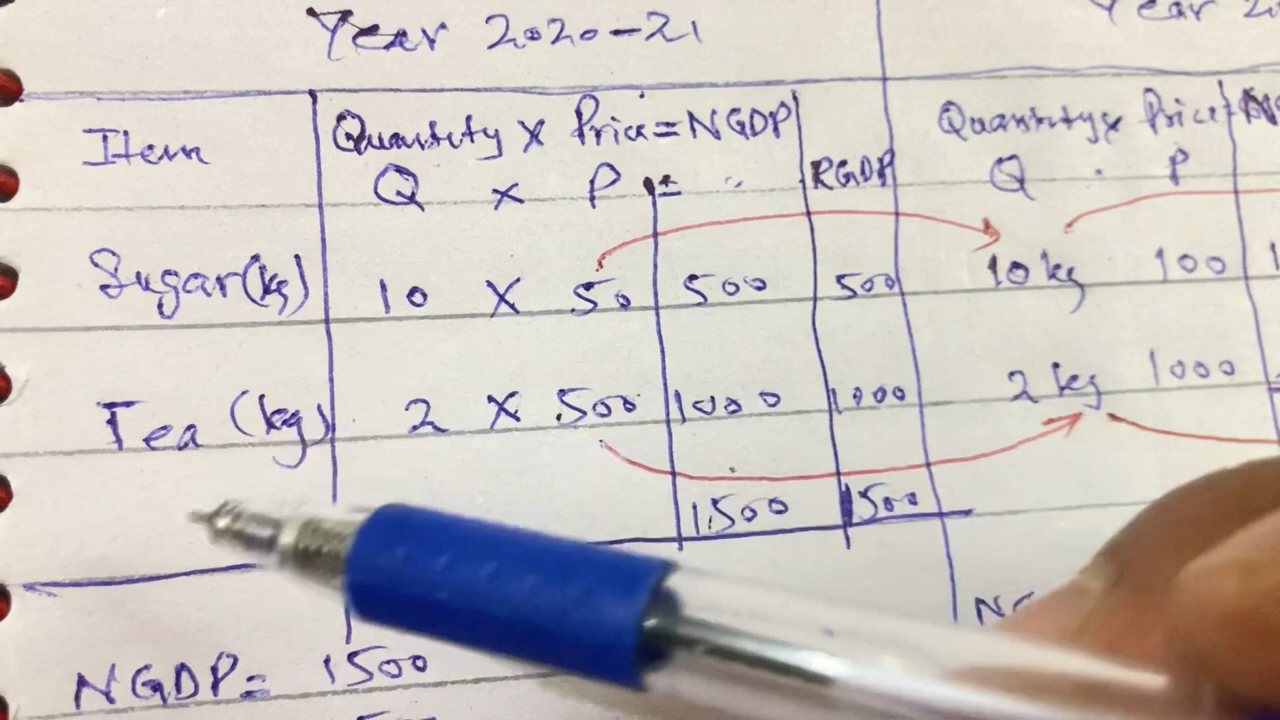 Year 2020-21 Year
Item Quantity x Price = NGDP RGDP Quantity x Price
Q x P = " Q . P
Sugar(kg) 10 x 50 500 500 10 kg 100
Tea (kg) 2 x 500 1000 1000 2 kg 1000
1500 1500
NGDP = 1500